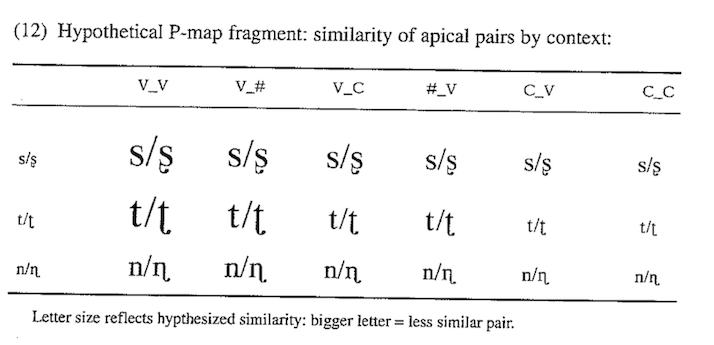 (12) Hypothetical P-map fragment: similarity of apical pairs by context:
V_V V_# V_C #_V C_V C_C
s/ʂ s/ʂ s/ʂ s/ʂ s/ʂ s/ʂ s/ʂ
t/ʈ t/ʈ t/ʈ t/ʈ t/ʈ t/ʈ t/ʈ
n/ɳ n/ɳ n/ɳ n/ɳ n/ɳ n/ɳ n/ɳ
Letter size reflects hypthesized similarity: bigger letter = less similar pair.